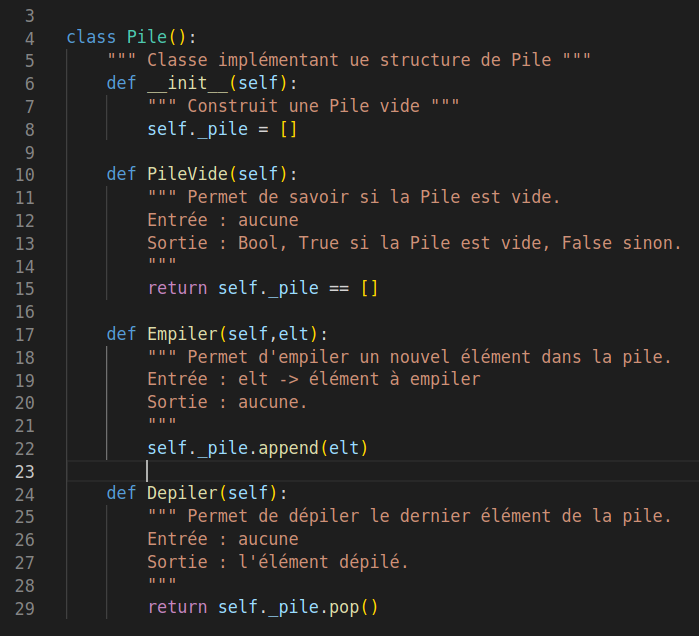 3
4 class Pile():
5     """ Classe implémentant ue structure de Pile """
6     def __init__(self):
7         """ Construit une Pile vide """
8         self._pile = []
9
10     def PileVide(self):
11         """ Permet de savoir si la Pile est vide.
12         Entrée : aucune
13         Sortie : Bool, True si la Pile est vide, False sinon.
14         """
15         return self._pile == []
16
17     def Empiler(self,elt):
18         """ Permet d'empiler un nouvel élément dans la pile.
19         Entrée : elt -> élément à empiler
20         Sortie : aucune.
21         """
22         self._pile.append(elt)
23
24     def Depiler(self):
25         """ Permet de dépiler le dernier élément de la pile.
26         Entrée : aucune
27         Sortie : l'élément dépilé.
28         """
29         return self._pile.pop()